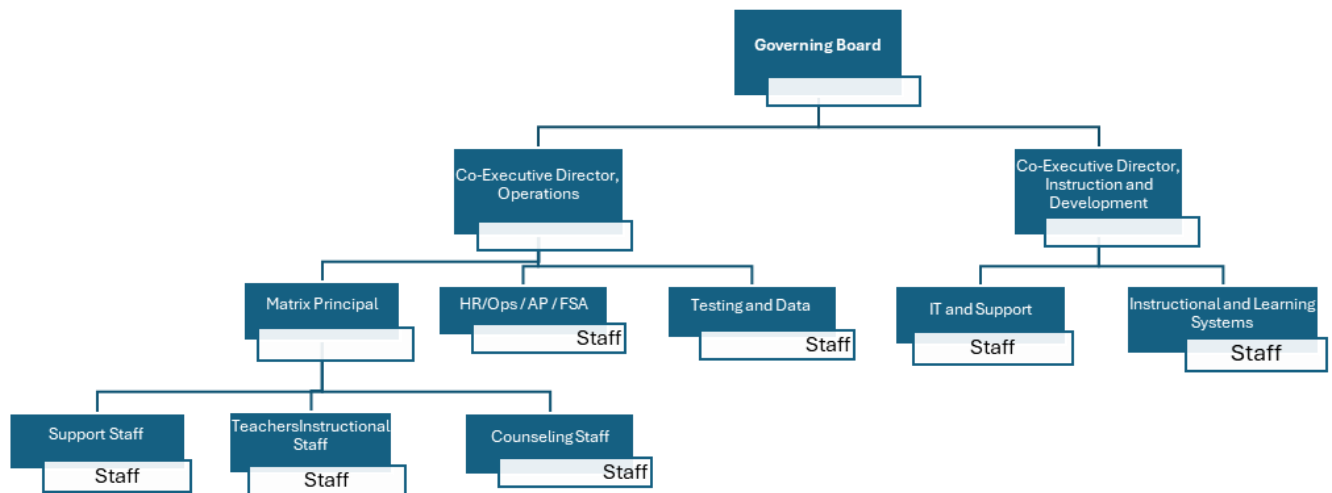 Governing Board
Co-Executive Director,
Operations
Co-Executive Director,
Instruction and
Development
Matrix Principal
HR/Ops / AP / FSA
Staff
Testing and Data
Staff
IT and Support
Staff
Instructional and Learning
Systems
Staff
Support Staff
Staff
TeachersInstructional
Staff
Staff
Counseling Staff
Staff